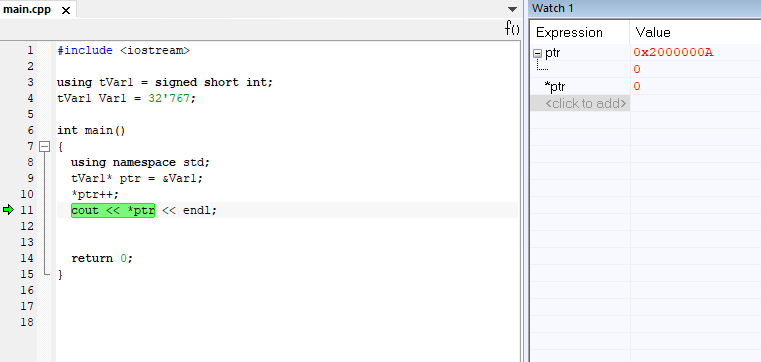 main.cpp
Watch 1
f()
Expression Value
ptr 0x2000000A
0
*ptr 0
<click to add>
1 #include <iostream>
2
3 using tVar1 = signed short int;
4 tVar1 Var1 = 32'767;
5
6 int main()
7 {
8 using namespace std;
9 tVar1* ptr = &Var1;
10 *ptr++;
11 cout << *ptr << endl;
12
13
14 return 0;
15 }
16
17
18